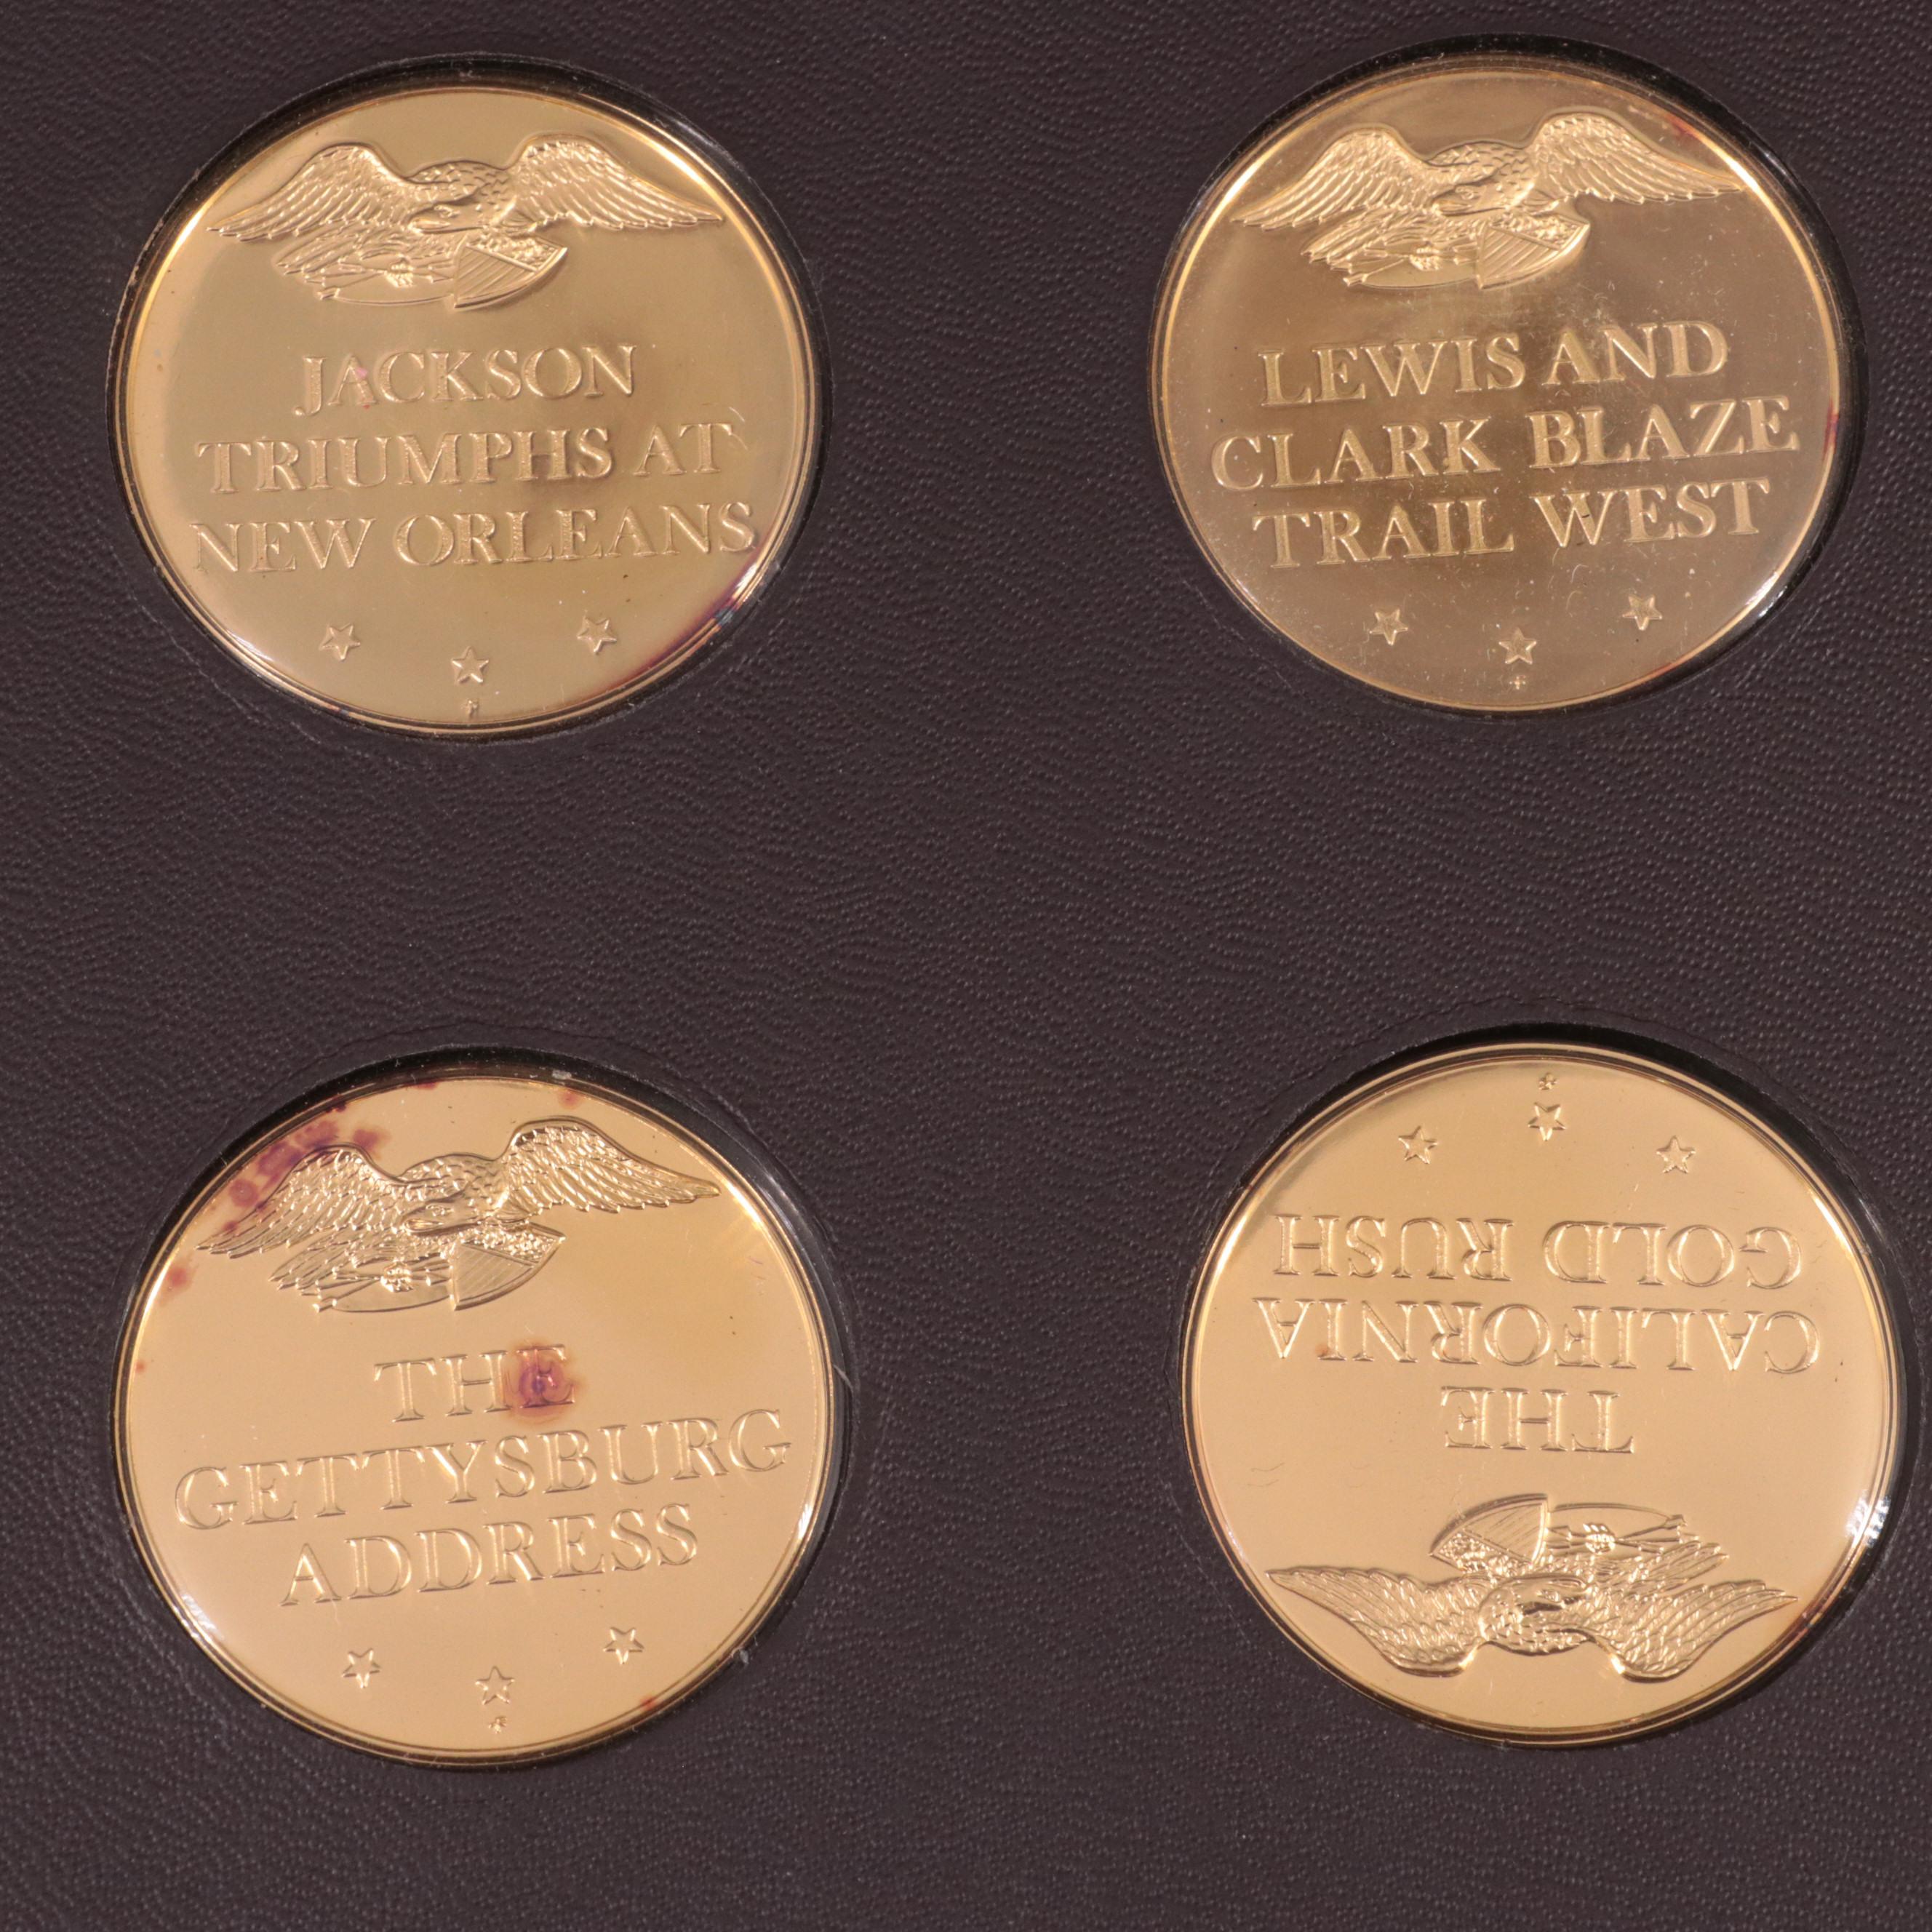 JACKSON
TRIUMPHS AT
NEW ORLEANS
LEWIS AND
CLARK BLAZE
TRAIL WEST
THE
GETTYSBURG
ADDRESS
THE
CALIFORNIA
GOLD RUSH